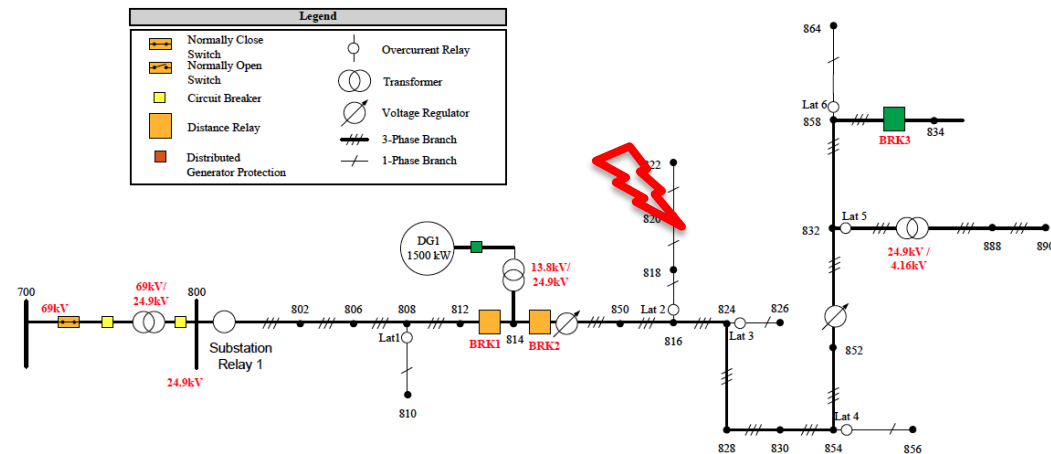 Legend
Normally Close
Switch
Normally Open
Switch
Circuit Breaker
Distance Relay
Distributed
Generator Protection
Overcurrent Relay
Transformer
Voltage Regulator
3-Phase Branch
1-Phase Branch
864
Lat 6
858
BRK3
834
822
820
818
Lat 2
816
DG1
1500 kW
13.8kV/
24.9kV
832
Lat 5
24.9kV /
4.16kV
888
890
700
69kV
69kV/
24.9kV
800
Substation
Relay 1
24.9kV
802
806
808
Lat1
810
812
BRK1
814
BRK2
850
824
826
Lat 3
852
828
830
854
Lat 4
856